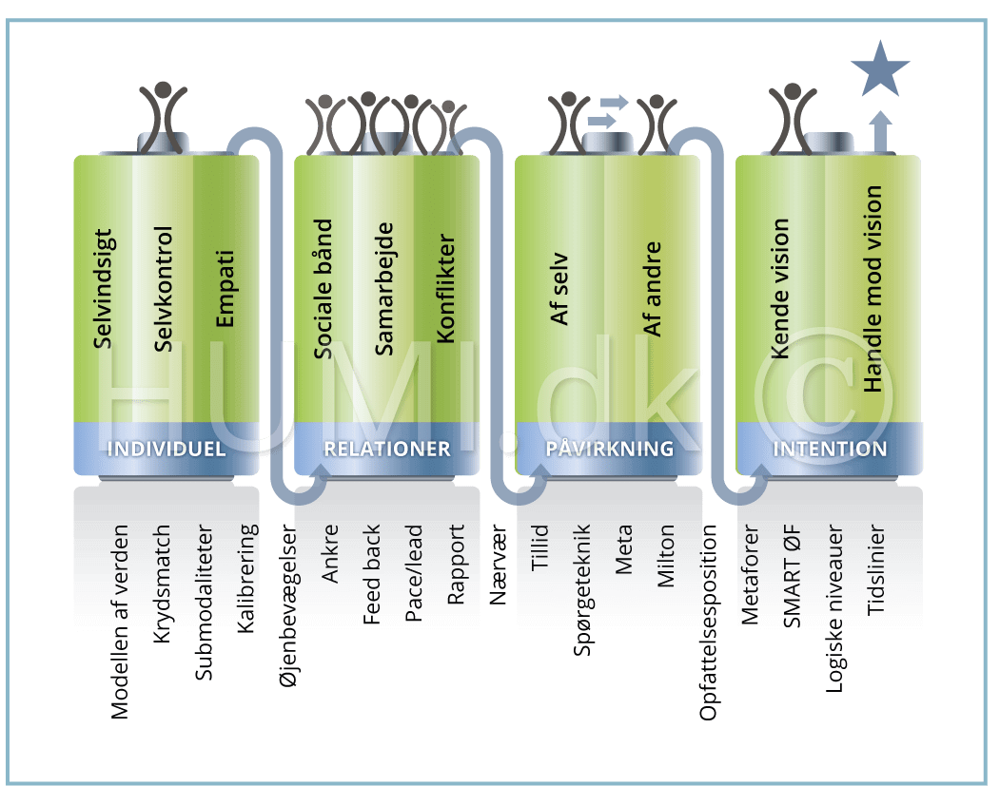 Selvindsigt
Selvkontrol
Empati
INDIVIDUEL
Sociale bånd
Samarbejde
Konflikter
RELATIONER
Af selv
Af andre
PÅVIRKNING
Kende vision
Handle mod vision
INTENTION
HUMI.dk ©
Modellen af verden
Krydsmatch
Submodaliteter
Kalibrering
Øjenbevægelser
Ankre
Feed back
Pace/lead
Rapport
Nærvær
Tillid
Spørgeteknik
Meta
Milton
Opfattelsesposition
Metaforer
SMART ØF
Logiske niveauer
Tidslinier